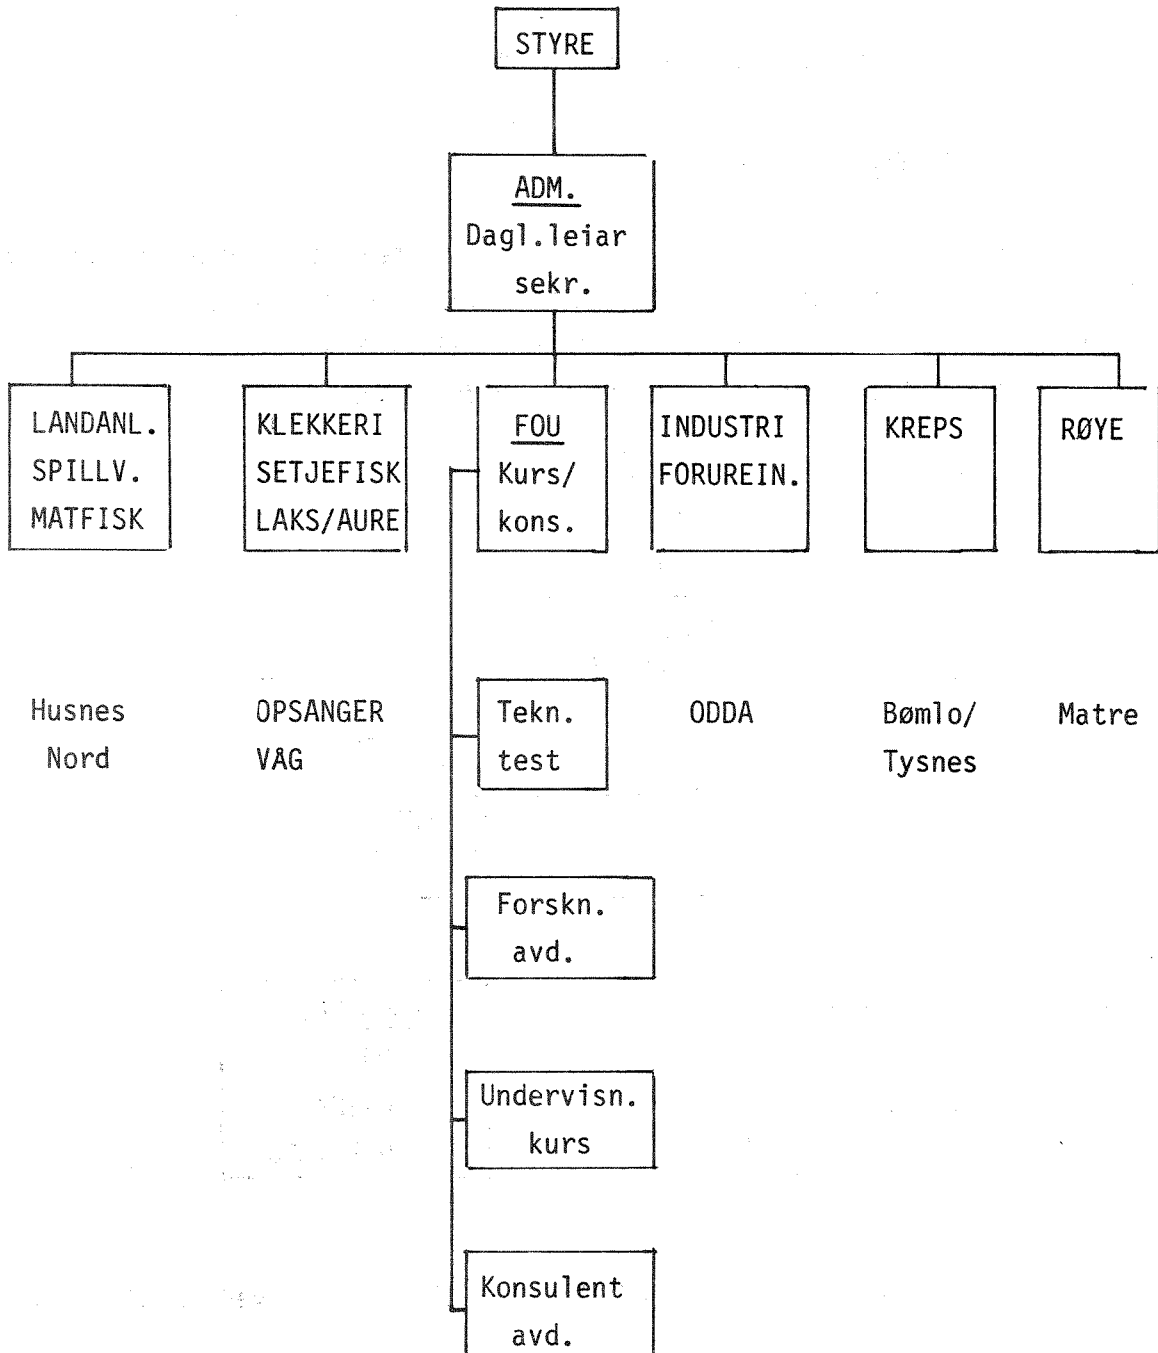 STYRE
ADM.
Dagl.leiar
sekr.
LANDANL.
SPILLV.
MATFISK
KLEKKERI
SETJEFISK
LAKS/AURE
FOU
Kurs/
kons.
INDUSTRI
FORUREIN.
KREPS
RØYE
Husnes
Nord
OPSANGER
VÅG
Tekn.
test
ODDA
Bømlo/
Tysnes
Matre
Forskn.
avd.
Undervisn.
kurs
Konsulent
avd.